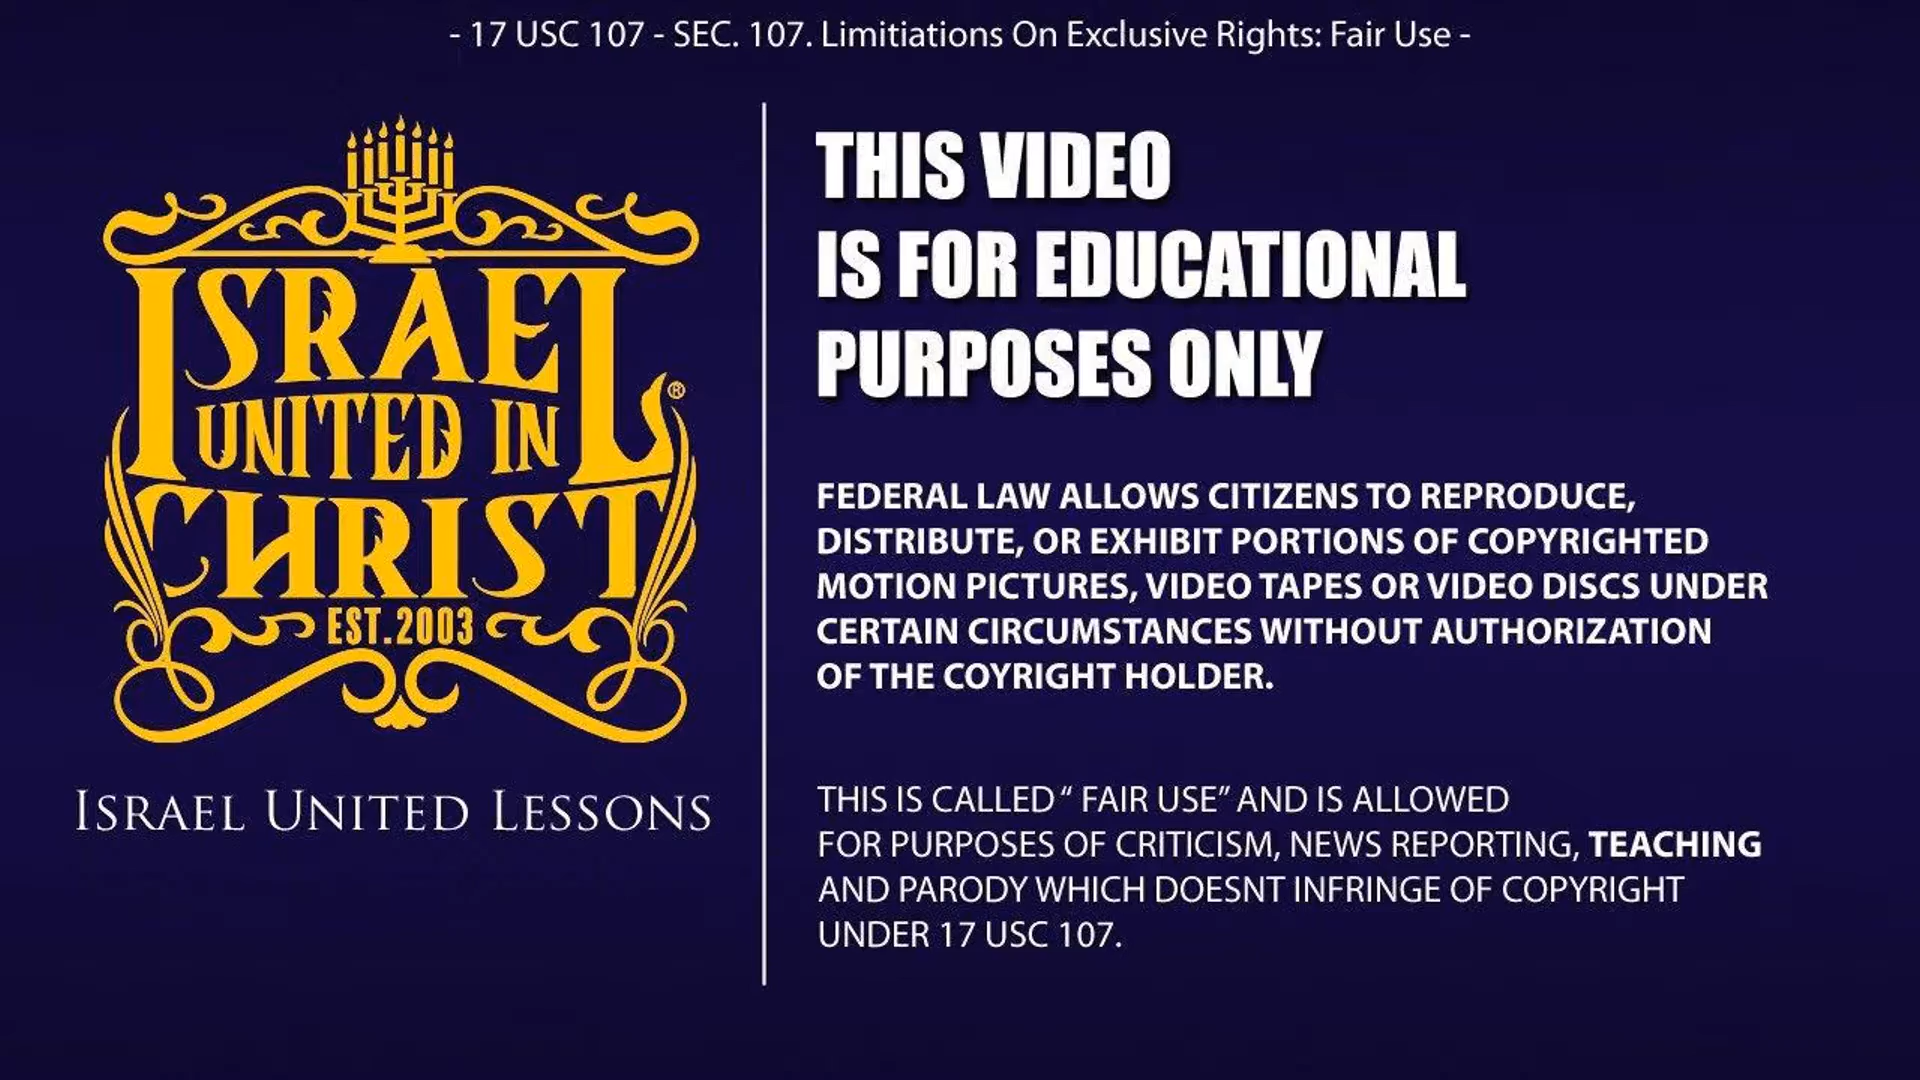 - 17 USC 107 - SEC. 107. Limitiations On Exclusive Rights: Fair Use -
ISRAEL
UNITED IN
CHRIST
®
EST.2003
ISRAEL UNITED LESSONS
THIS VIDEO
IS FOR EDUCATIONAL
PURPOSES ONLY
FEDERAL LAW ALLOWS CITIZENS TO REPRODUCE,
DISTRIBUTE, OR EXHIBIT PORTIONS OF COPYRIGHTED
MOTION PICTURES, VIDEO TAPES OR VIDEO DISCS UNDER
CERTAIN CIRCUMSTANCES WITHOUT AUTHORIZATION
OF THE COYRIGHT HOLDER.
THIS IS CALLED “ FAIR USE” AND IS ALLOWED
FOR PURPOSES OF CRITICISM, NEWS REPORTING, TEACHING
AND PARODY WHICH DOESNT INFRINGE OF COPYRIGHT
UNDER 17 USC 107.